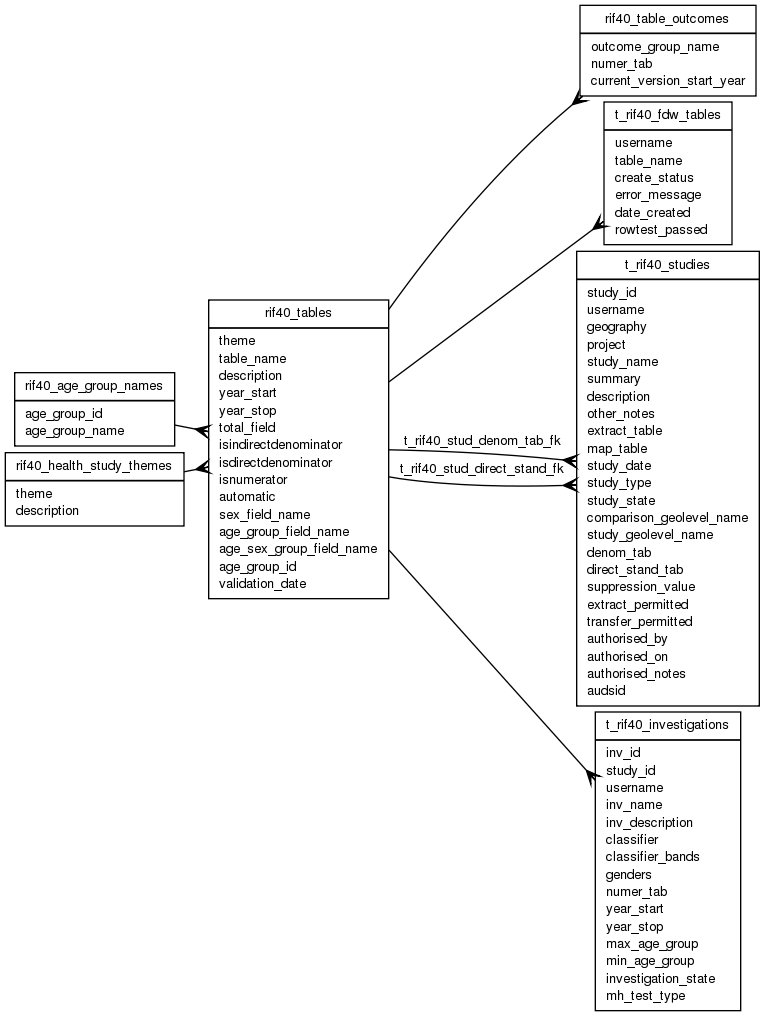 rif40_table_outcomes
outcome_group_name
numer_tab
current_version_start_year
t_rif40_fdw_tables
username
table_name
create_status
error_message
date_created
rowtest_passed
t_rif40_studies
study_id
username
geography
project
study_name
summary
description
other_notes
extract_table
map_table
study_date
study_type
study_state
comparison_geolevel_name
study_geolevel_name
denom_tab
direct_stand_tab
suppression_value
extract_permitted
transfer_permitted
authorised_by
authorised_on
authorised_notes
audsid
rif40_tables
theme
table_name
description
year_start
year_stop
total_field
isindirectdenominator
isdirectdenominator
isnumerator
automatic
sex_field_name
age_group_field_name
age_sex_group_field_name
age_group_id
validation_date
rif40_age_group_names
age_group_id
age_group_name
rif40_health_study_themes
theme
description
t_rif40_stud_denom_tab_fk
t_rif40_stud_direct_stand_fk
t_rif40_investigations
inv_id
study_id
username
inv_name
inv_description
classifier
classifier_bands
genders
numer_tab
year_start
year_stop
max_age_group
min_age_group
investigation_state
mh_test_type